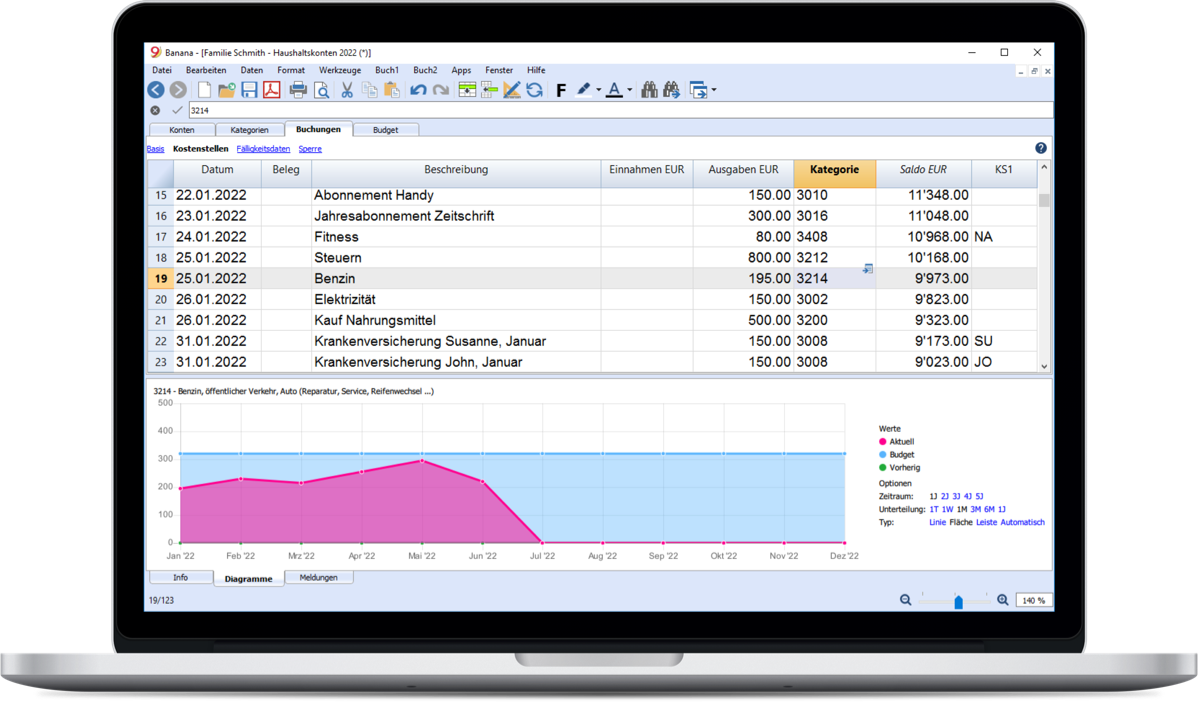 Banana - [Familie Schmith - Haushaltskonten 2022 (*)]
Datei Bearbeiten Daten Format Werkzeuge Buch1 Buch2 Apps Fenster Hilfe
F A
3214
Konten Kategorien Buchungen Budget
Basis Kostenstellen Fälligkeitsdaten Sperre
Datum Beleg Beschreibung Einnahmen EUR Ausgaben EUR Kategorie Saldo EUR KS1
15 22.01.2022 Abonnement Handy 150.00 3010 11'348.00
16 23.01.2022 Jahresabonnement Zeitschrift 300.00 3016 11'048.00
17 24.01.2022 Fitness 80.00 3408 10'968.00 NA
18 25.01.2022 Steuern 800.00 3212 10'168.00
19 25.01.2022 Benzin 195.00 3214 9'973.00
20 26.01.2022 Elektrizität 150.00 3002 9'823.00
21 26.01.2022 Kauf Nahrungsmittel 500.00 3200 9'323.00
22 31.01.2022 Krankenversicherung Susanne, Januar 150.00 3008 9'173.00 SU
23 31.01.2022 Krankenversicherung John, Januar 150.00 3008 9'023.00 JO
3214 - Benzin, öffentlicher Verkehr, Auto (Reparatur, Service, Reifenwechsel ...)
500
400
300
200
100
0
Jan '22 Feb '22 Mrz '22 Apr '22 Mai '22 Jun '22 Jul '22 Aug '22 Sep '22 Okt '22 Nov '22 Dez '22
Werte
Aktuell
Budget
Vorherig
Optionen
Zeitraum: 1J 2J 3J 4J 5J
Unterteilung: 1T 1W 1M 3M 6M 1J
Typ: Linie Fläche Leiste Automatisch
Info Diagramme Meldungen
19/123
140 %